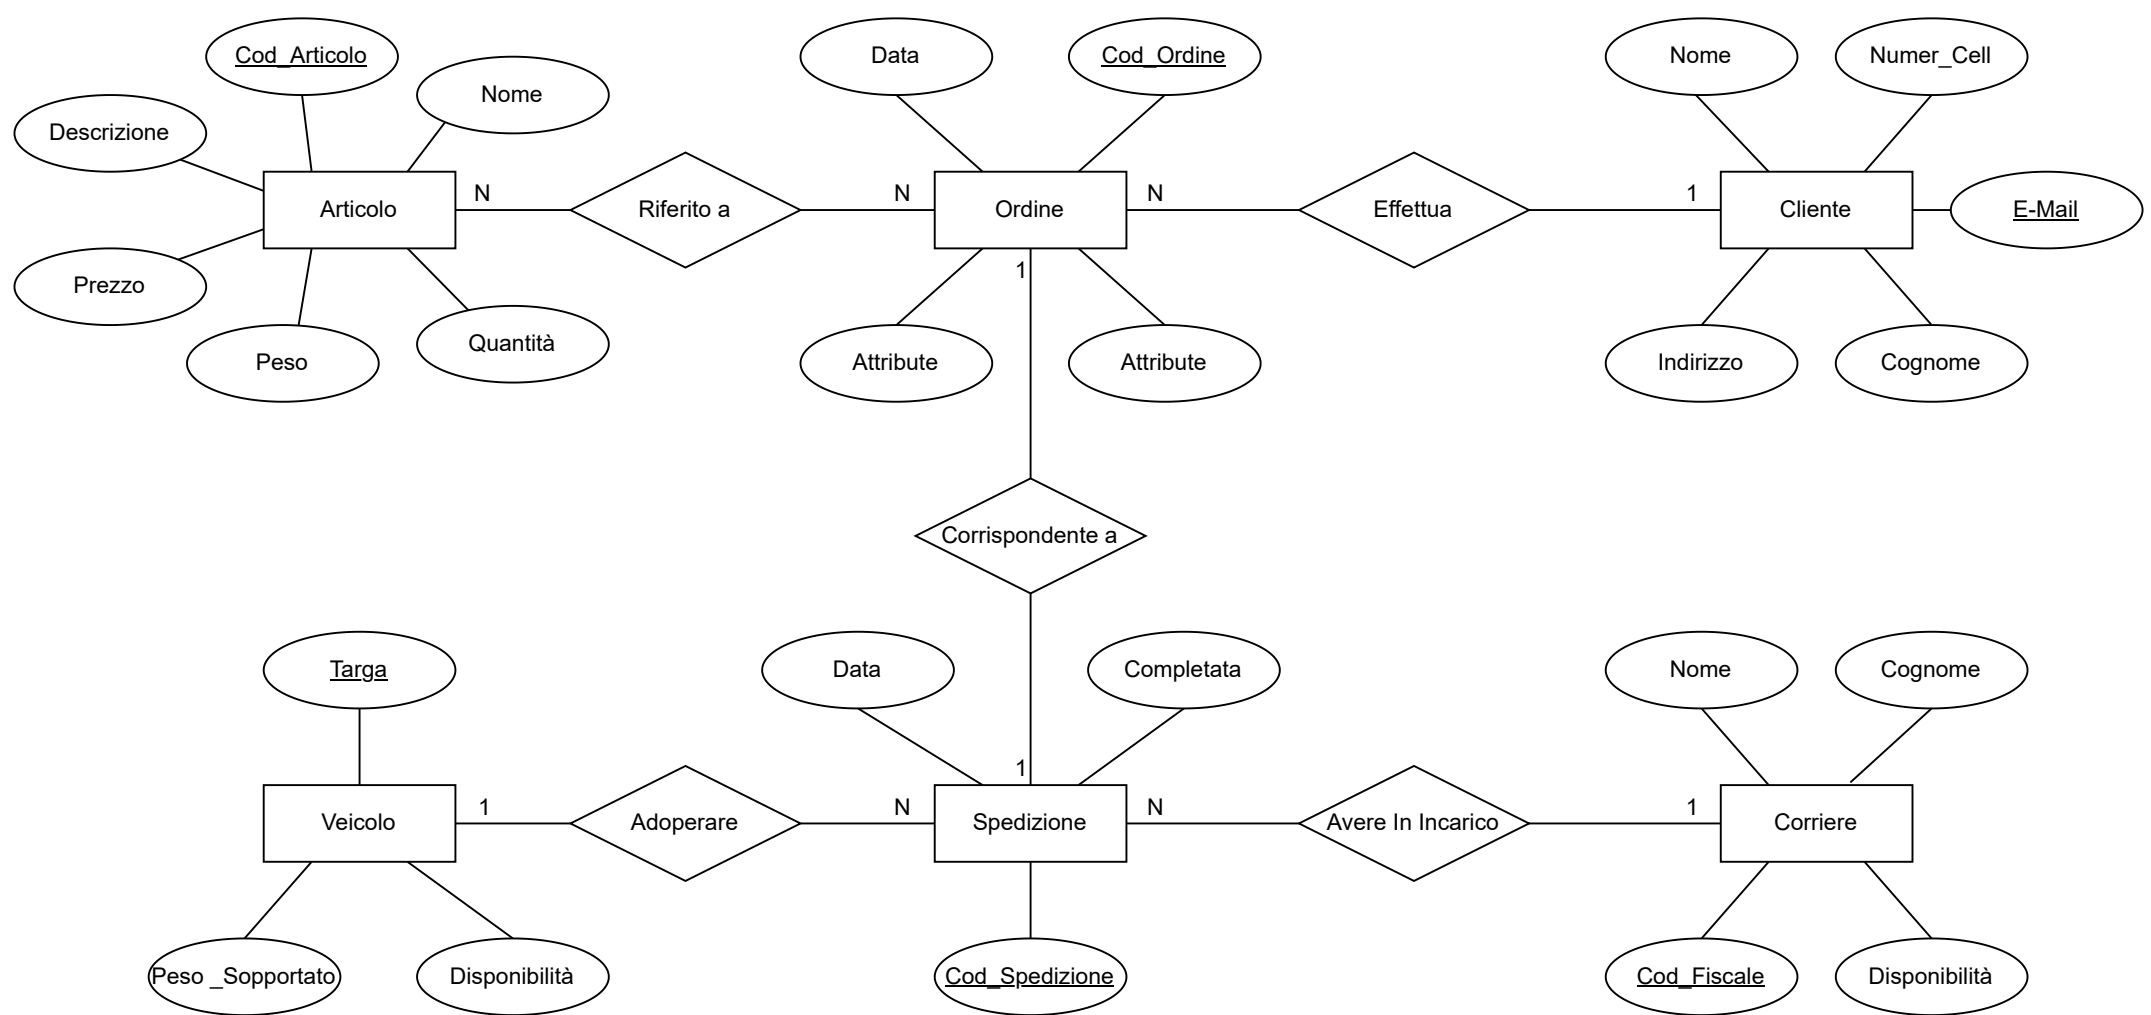 Cod_Articolo
Data
Cod_Ordine
Nome
Numer_Cell
Nome
Descrizione
Articolo
N
Riferito a
N
Ordine
N
Effettua
1
Cliente
E-Mail
1
Prezzo
Quantità
Peso
Attribute
Attribute
Indirizzo
Cognome
Corrispondente a
Targa
Data
Completata
Nome
Cognome
1
Veicolo
1
Adoperare
N
Spedizione
N
Avere In Incarico
1
Corriere
Peso _Sopportato
Disponibilità
Cod_Spedizione
Cod_Fiscale
Disponibilità